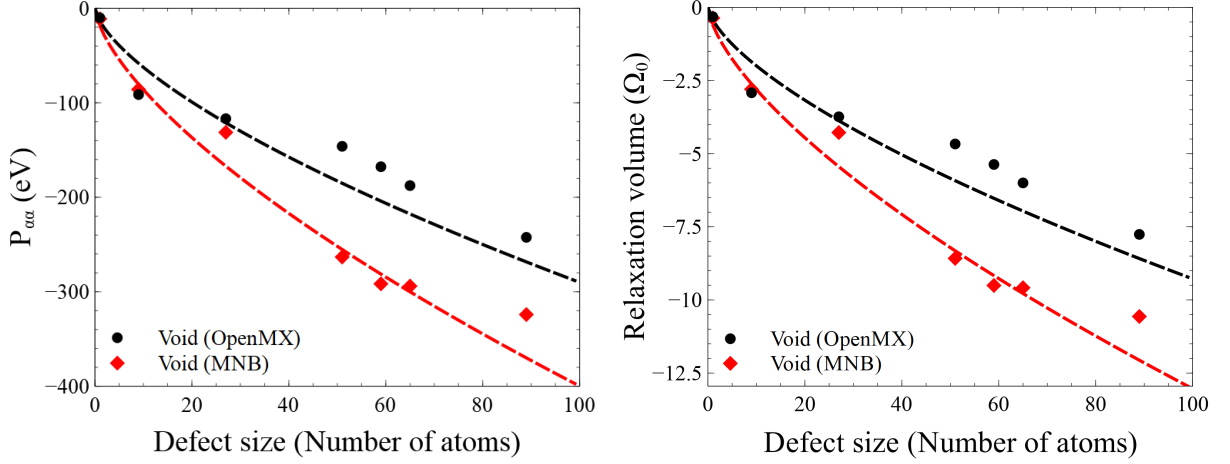 0
−100
−200
−300
−400
P_αα (eV)
Void (OpenMX)
Void (MNB)
0 20 40 60 80 100
Defect size (Number of atoms)
0
−2.5
−5
−7.5
−10
−12.5
Relaxation volume (Ω₀)
Void (OpenMX)
Void (MNB)
0 20 40 60 80 100
Defect size (Number of atoms)